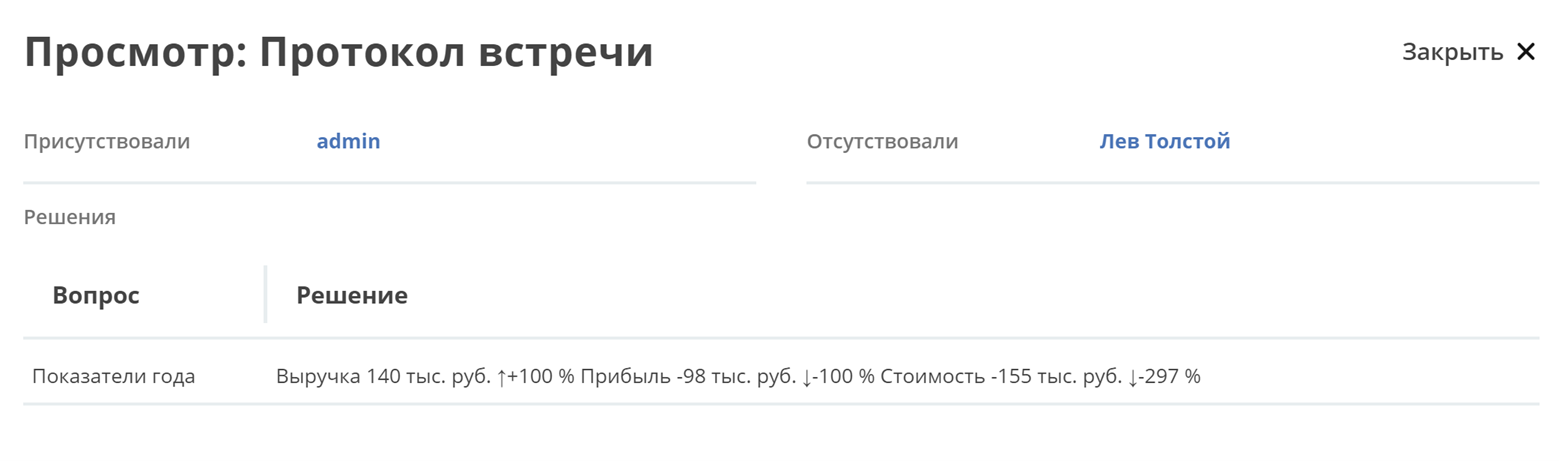 Просмотр: Протокол встречи
Закрыть ✕
Присутствовали admin
Отсутствовали Лев Толстой
Решения
Вопрос Решение
Показатели года Выручка 140 тыс. руб. ↑+100 % Прибыль -98 тыс. руб. ↓-100 % Стоимость -155 тыс. руб. ↓-297 %